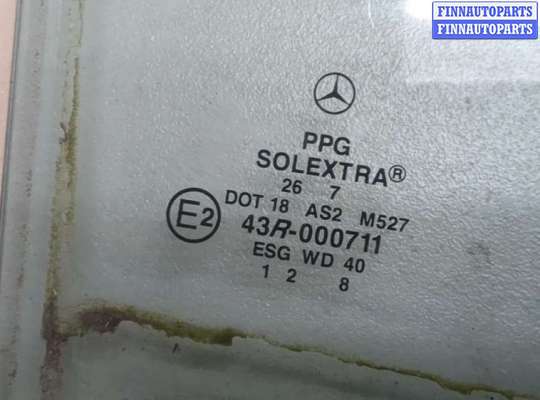 FINNAUTOPARTS
FINNAUTOPARTS
PPG
SOLEXTRA®
26 7
DOT 18 AS2 M527
E2 43R-000711
ESG WD 40
1 2 8